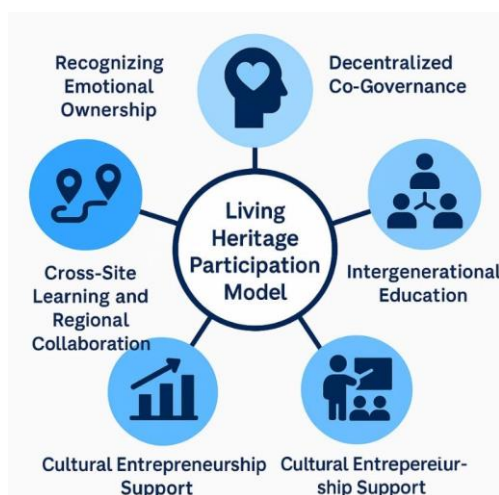 Recognizing
Emotional
Ownership
Decentralized
Co-Governance
Living
Heritage
Participation
Model
Cross-Site
Learning and
Regional
Collaboration
Intergenerational
Education
Cultural Entrepreneurship
Support
Cultural Entrepereiur-
ship Support